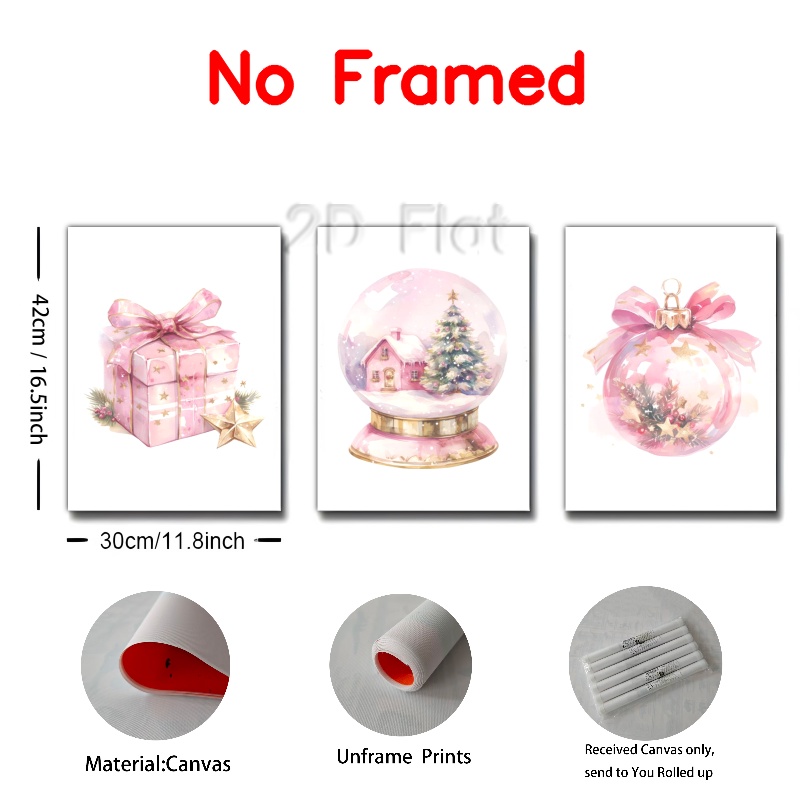 No Framed
2D Flat
42cm / 16.5inch
30cm/11.8inch
Material:Canvas
Unframe Prints
Received Canvas only,
send to You Rolled up